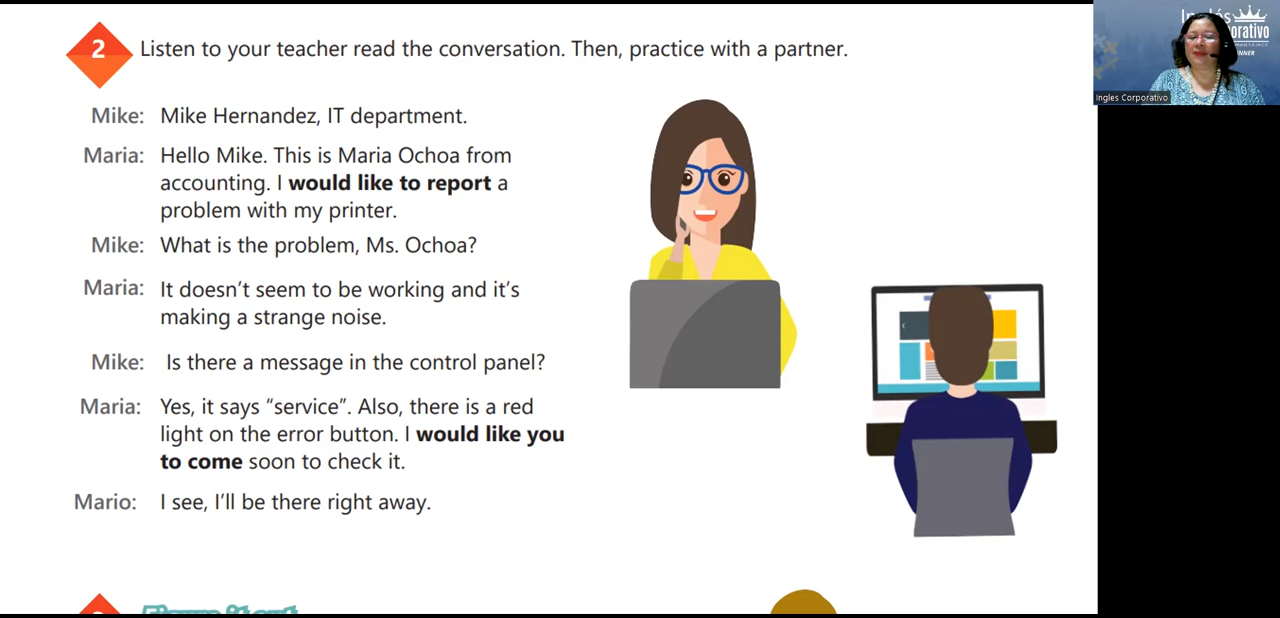 2 Listen to your teacher read the conversation. Then, practice with a partner.
Mike: Mike Hernandez, IT department.
Maria: Hello Mike. This is Maria Ochoa from
accounting. I would like to report a
problem with my printer.
Mike: What is the problem, Ms. Ochoa?
Maria: It doesn't seem to be working and it's
making a strange noise.
Mike: Is there a message in the control panel?
Maria: Yes, it says “service”. Also, there is a red
light on the error button. I would like you
to come soon to check it.
Mario: I see, I'll be there right away.
Ingles Corporativo